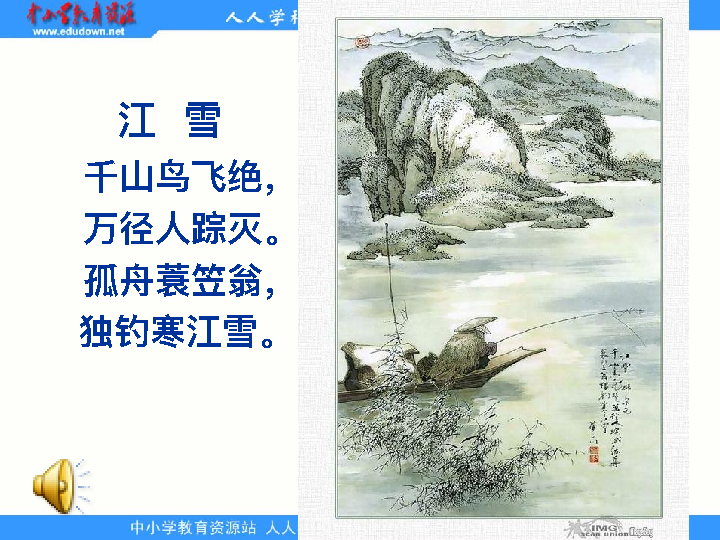 中小学教育资源
www.edudown.net
人人学科
江 雪
千山鸟飞绝，
万径人踪灭。
孤舟蓑笠翁，
独钓寒江雪。
中小学教育资源站 人人
IMG